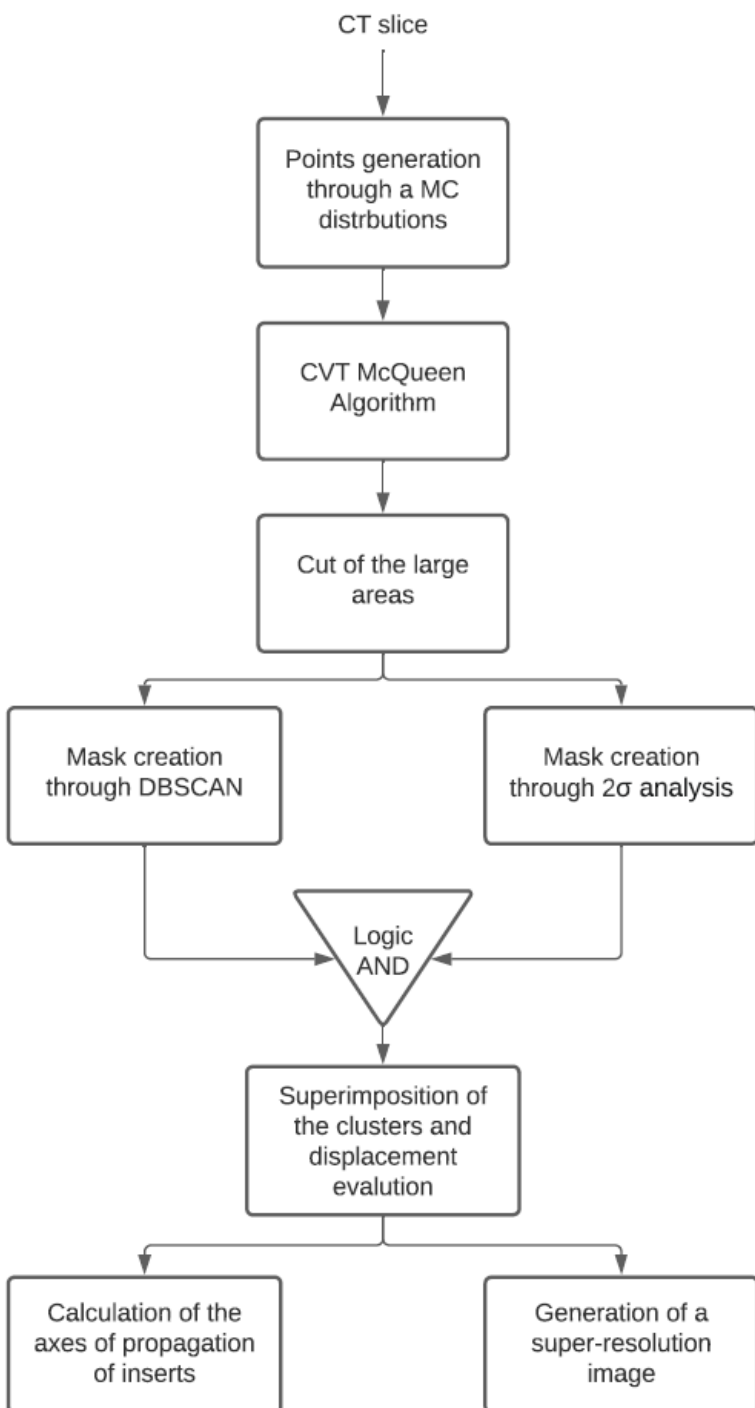 CT slice
Points generation
through a MC
distrbutions
CVT McQueen
Algorithm
Cut of the large
areas
Mask creation
through DBSCAN
Mask creation
through 2σ analysis
Logic
AND
Superimposition of
the clusters and
displacement
evalution
Calculation of the
axes of propagation
of inserts
Generation of a
super-resolution
image